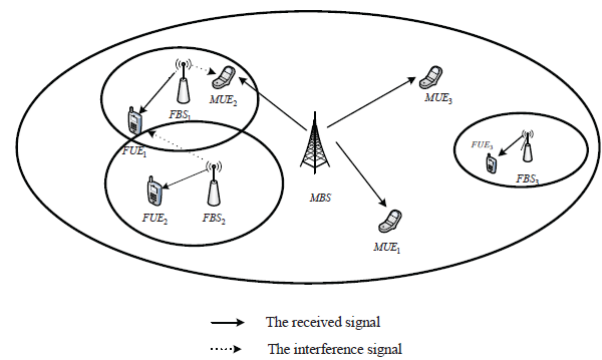 FBS1
MUE2
MUE3
FUE1
FUE3
FBS3
FUE2
FBS2
MBS
MUE1
The received signal
The interference signal